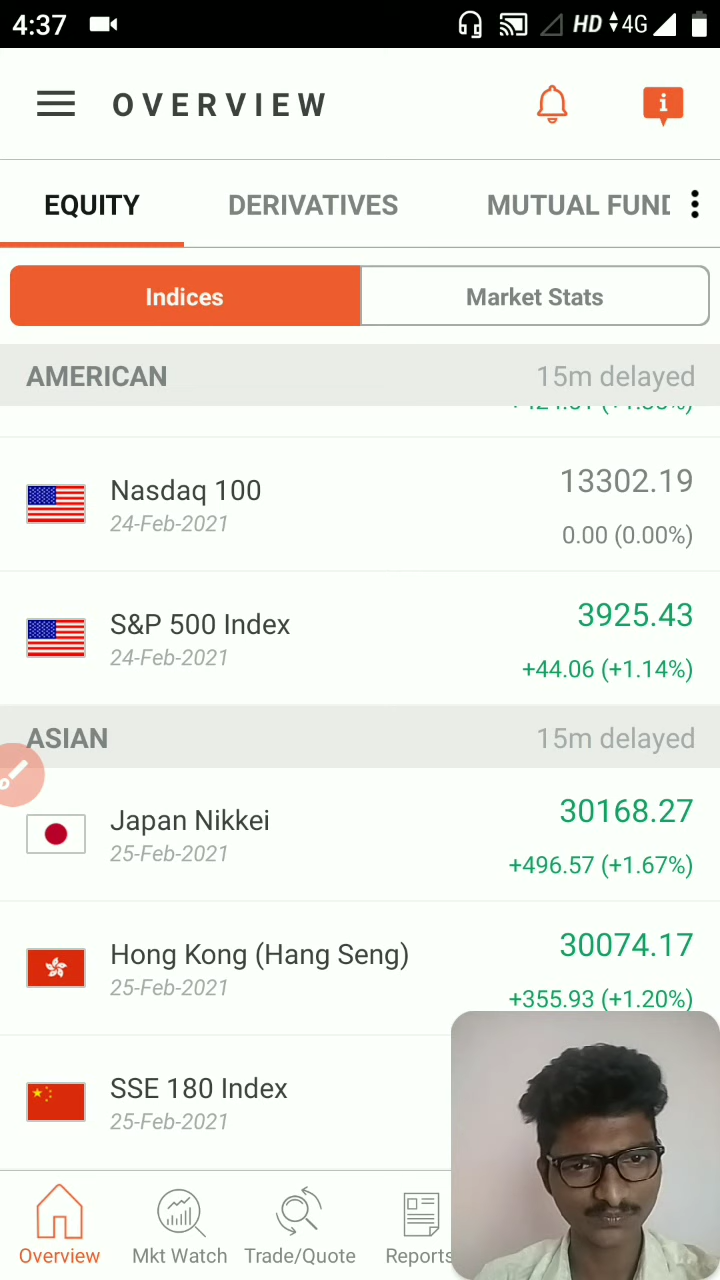 4:37 HD 4G
OVERVIEW
EQUITY DERIVATIVES MUTUAL FUND
Indices Market Stats
AMERICAN 15m delayed
Nasdaq 100 13302.19
24-Feb-2021 0.00 (0.00%)
S&P 500 Index 3925.43
24-Feb-2021 +44.06 (+1.14%)
ASIAN 15m delayed
Japan Nikkei 30168.27
25-Feb-2021 +496.57 (+1.67%)
Hong Kong (Hang Seng) 30074.17
25-Feb-2021 +355.93 (+1.20%)
SSE 180 Index
25-Feb-2021
Overview Mkt Watch Trade/Quote Reports